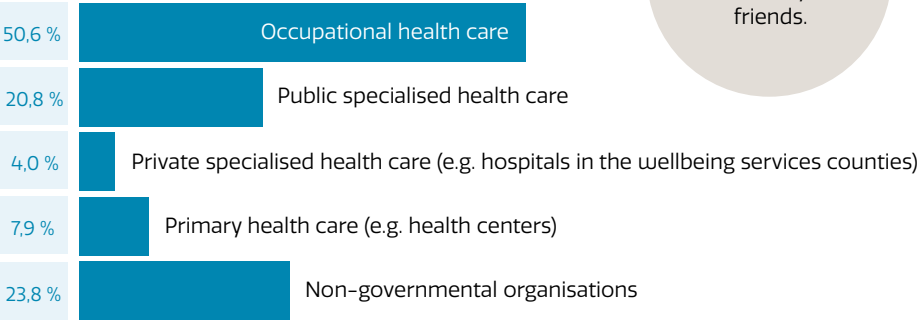 friends.
50,6 % Occupational health care
20,8 % Public specialised health care
4,0 % Private specialised health care (e.g. hospitals in the wellbeing services counties)
7,9 % Primary health care (e.g. health centers)
23,8 % Non-governmental organisations